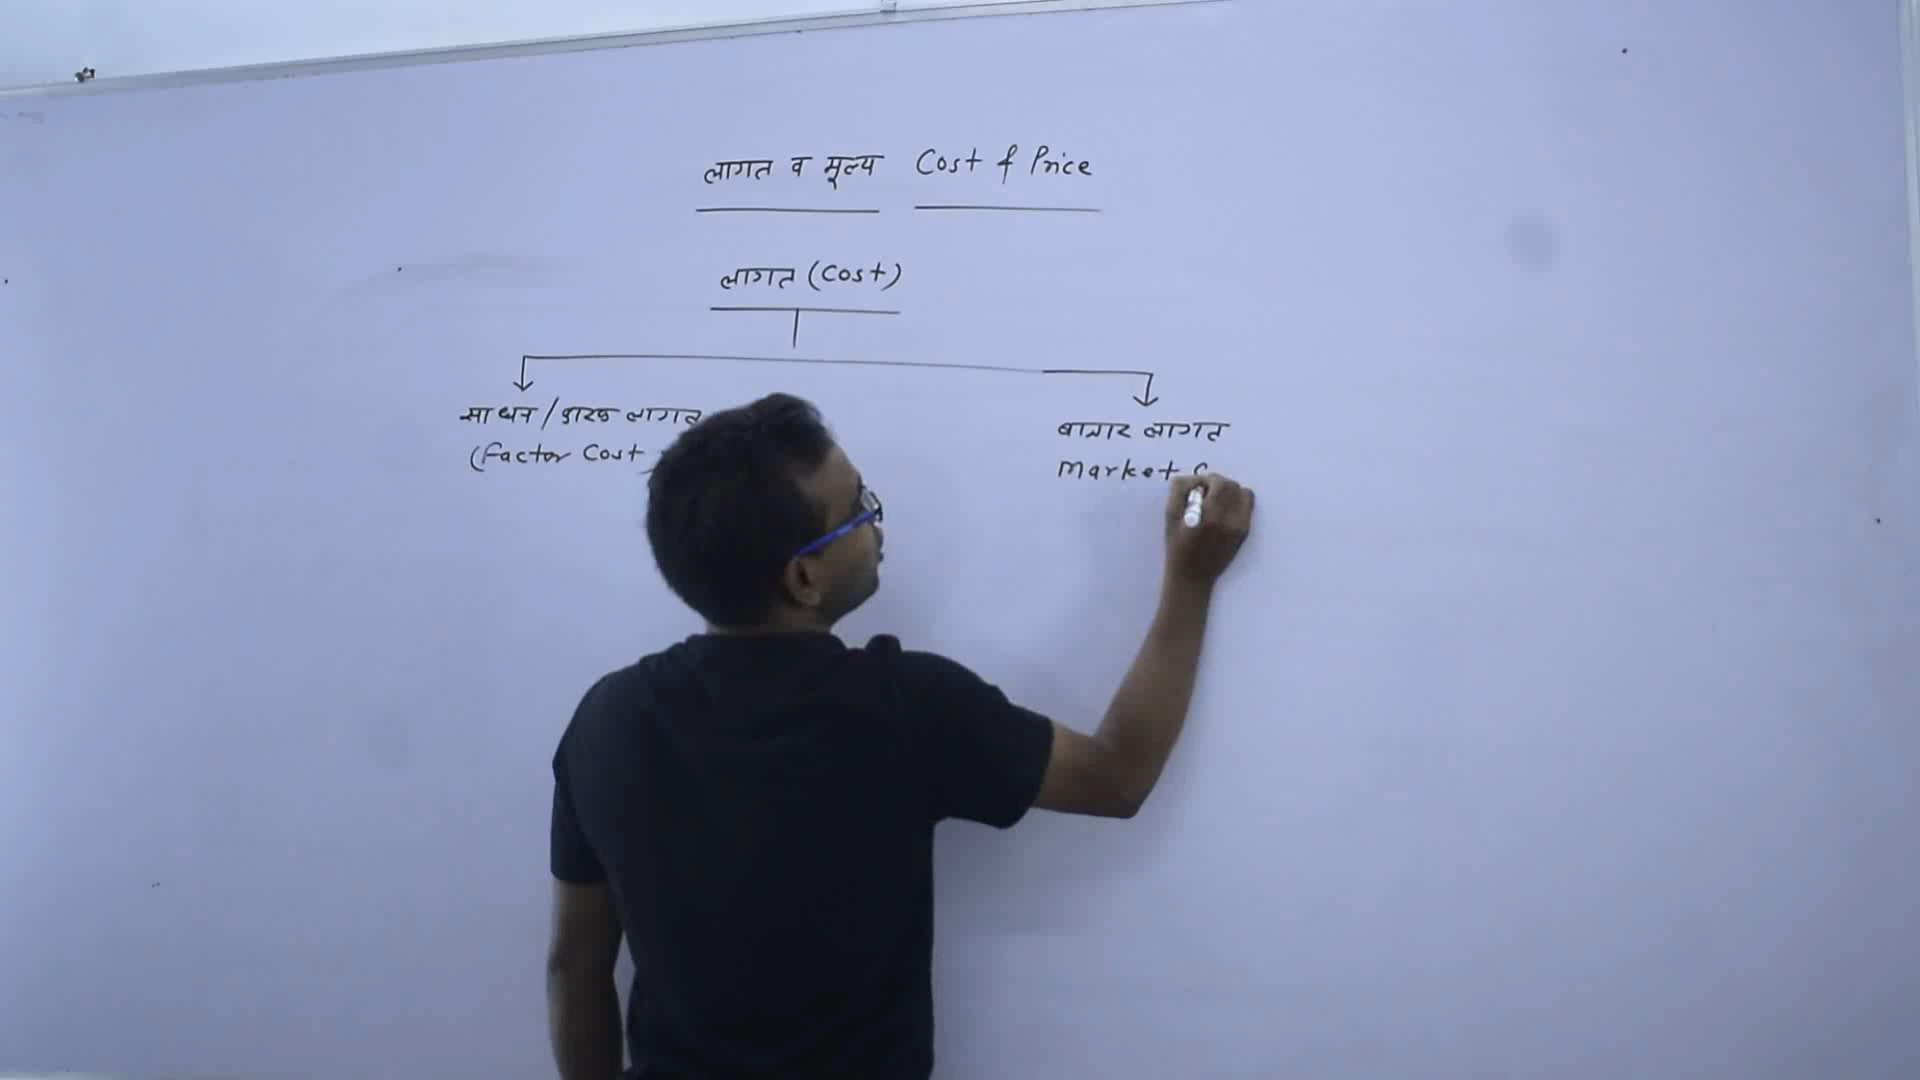 लागत व मूल्य Cost & Price
लागत (Cost)
साधन/कारक लागत
(Factor Cost
बाजार लागत
Market C